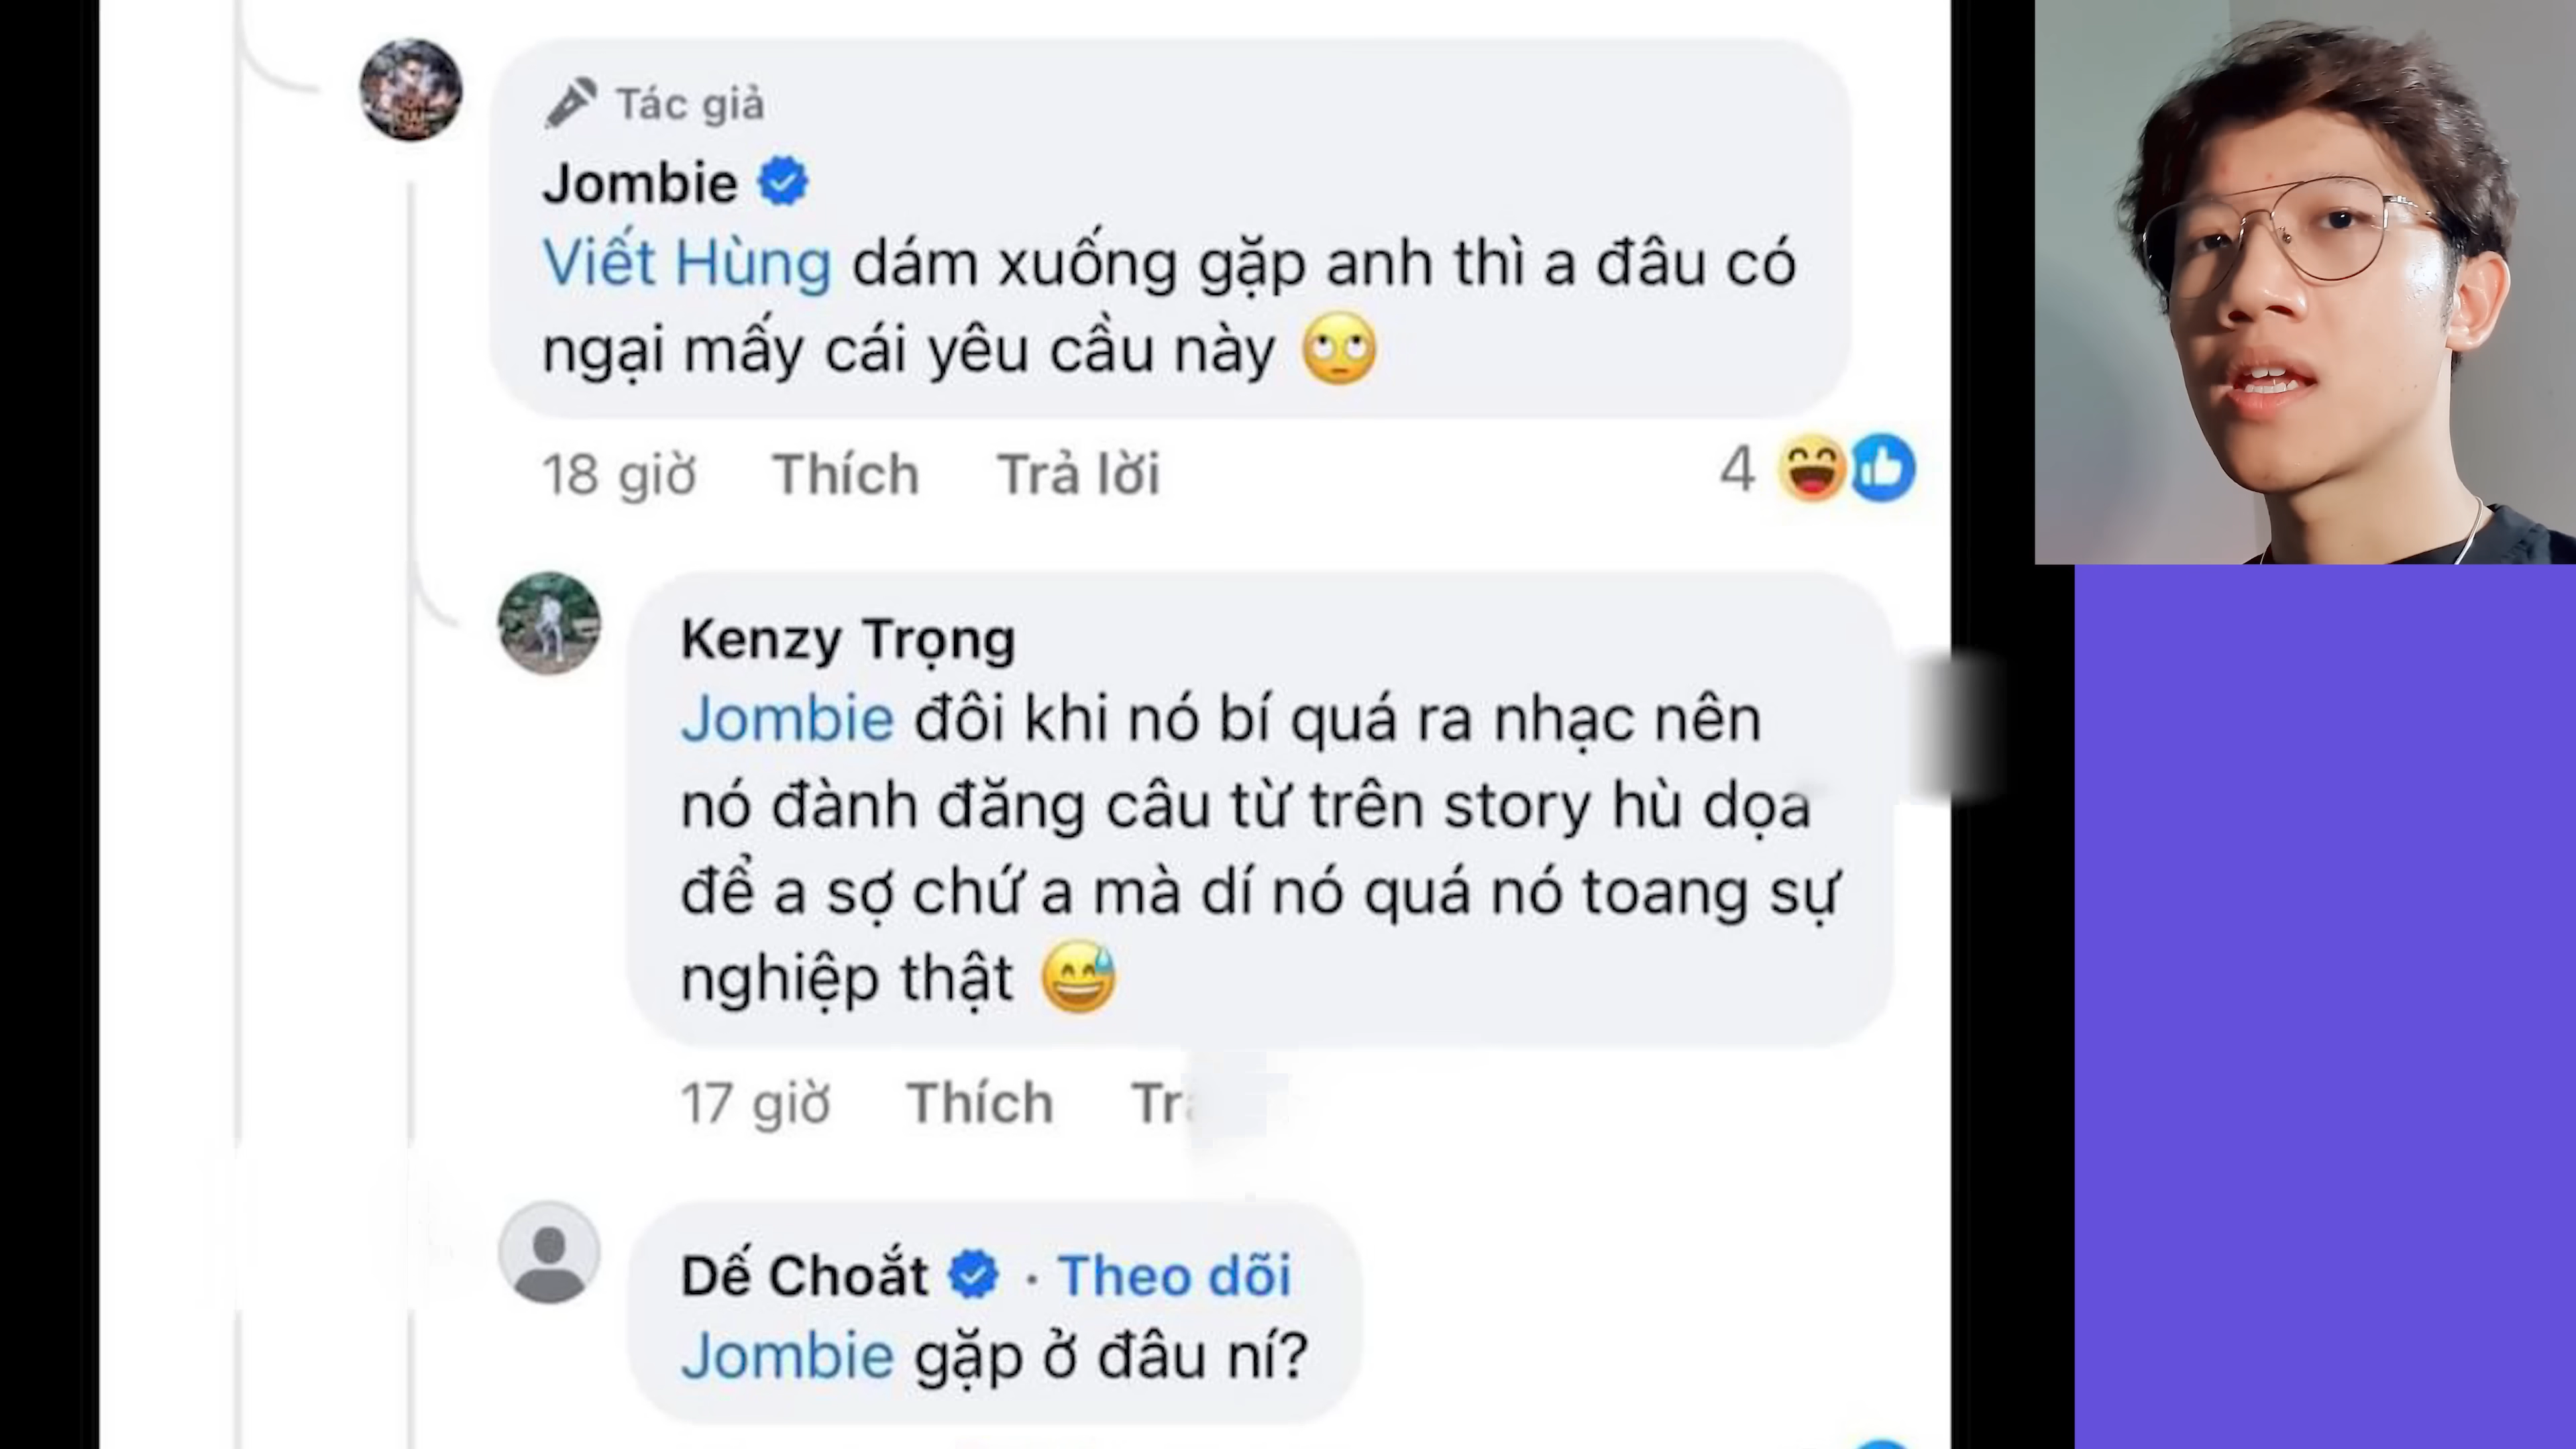 Tác giả
Jombie
Viết Hùng dám xuống gặp anh thì a đâu có
ngại mấy cái yêu cầu này 🙄
18 giờ Thích Trả lời 4
Kenzy Trọng
Jombie đôi khi nó bí quá ra nhạc nên
nó đành đăng câu từ trên story hù dọa
để a sợ chứ a mà dí nó quá nó toang sự
nghiệp thật 😅
17 giờ Thích
Dế Choắt · Theo dõi
Jombie gặp ở đâu ní?